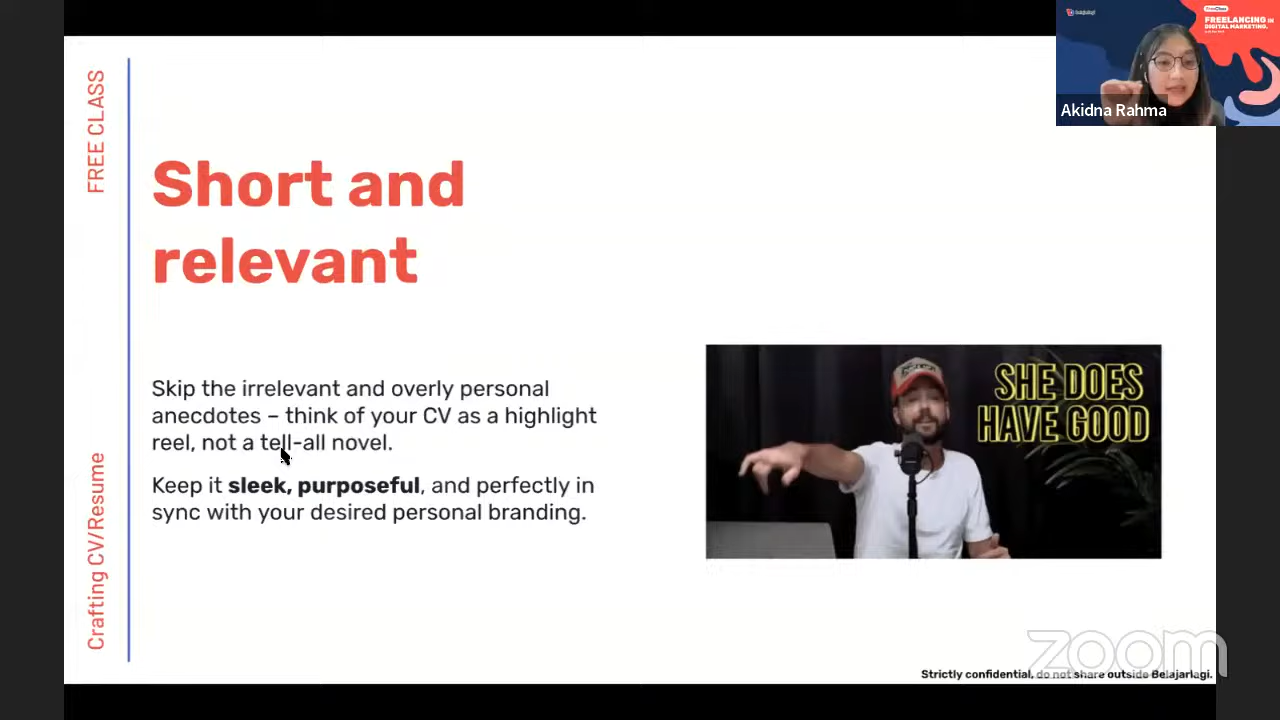 FREE CLASS
Crafting CV/Resume
Short and
relevant
Skip the irrelevant and overly personal
anecdotes – think of your CV as a highlight
reel, not a tell-all novel.
Keep it sleek, purposeful, and perfectly in
sync with your desired personal branding.
SHE DOES
HAVE GOOD
Belajarlagi
FREELANCING IN
DIGITAL MARKETING.
Akidna Rahma
zoom
Strictly confidential, do not share outside Belajarlagi.